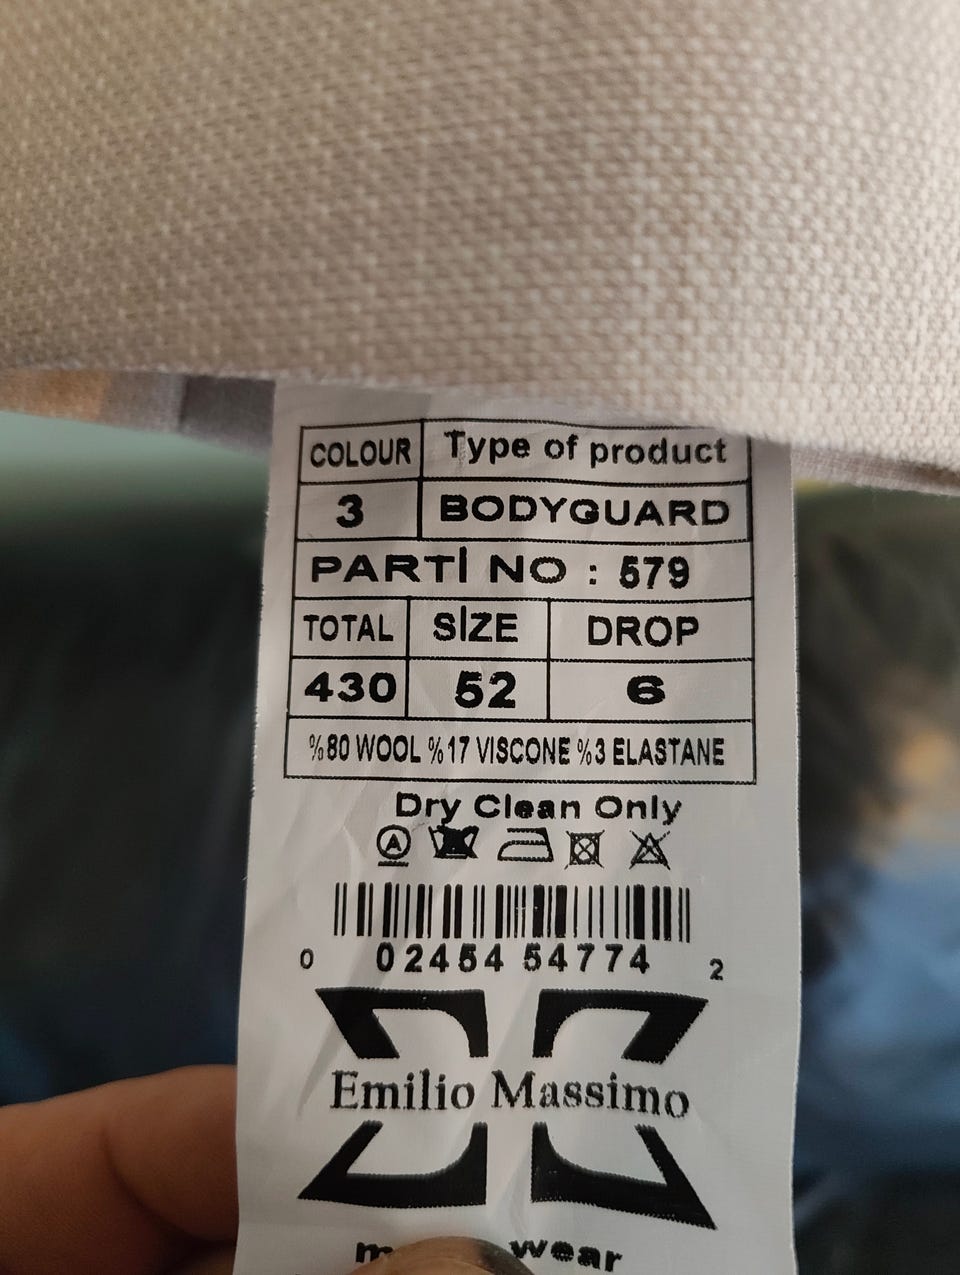 COLOUR Type of product
3 BODYGUARD
PARTİ NO : 579
TOTAL SİZE DROP
430 52 6
%80 WOOL %17 VISCONE %3 ELASTANE
Dry Clean Only
A
0 02454 54774 2
Emilio Massimo
wear